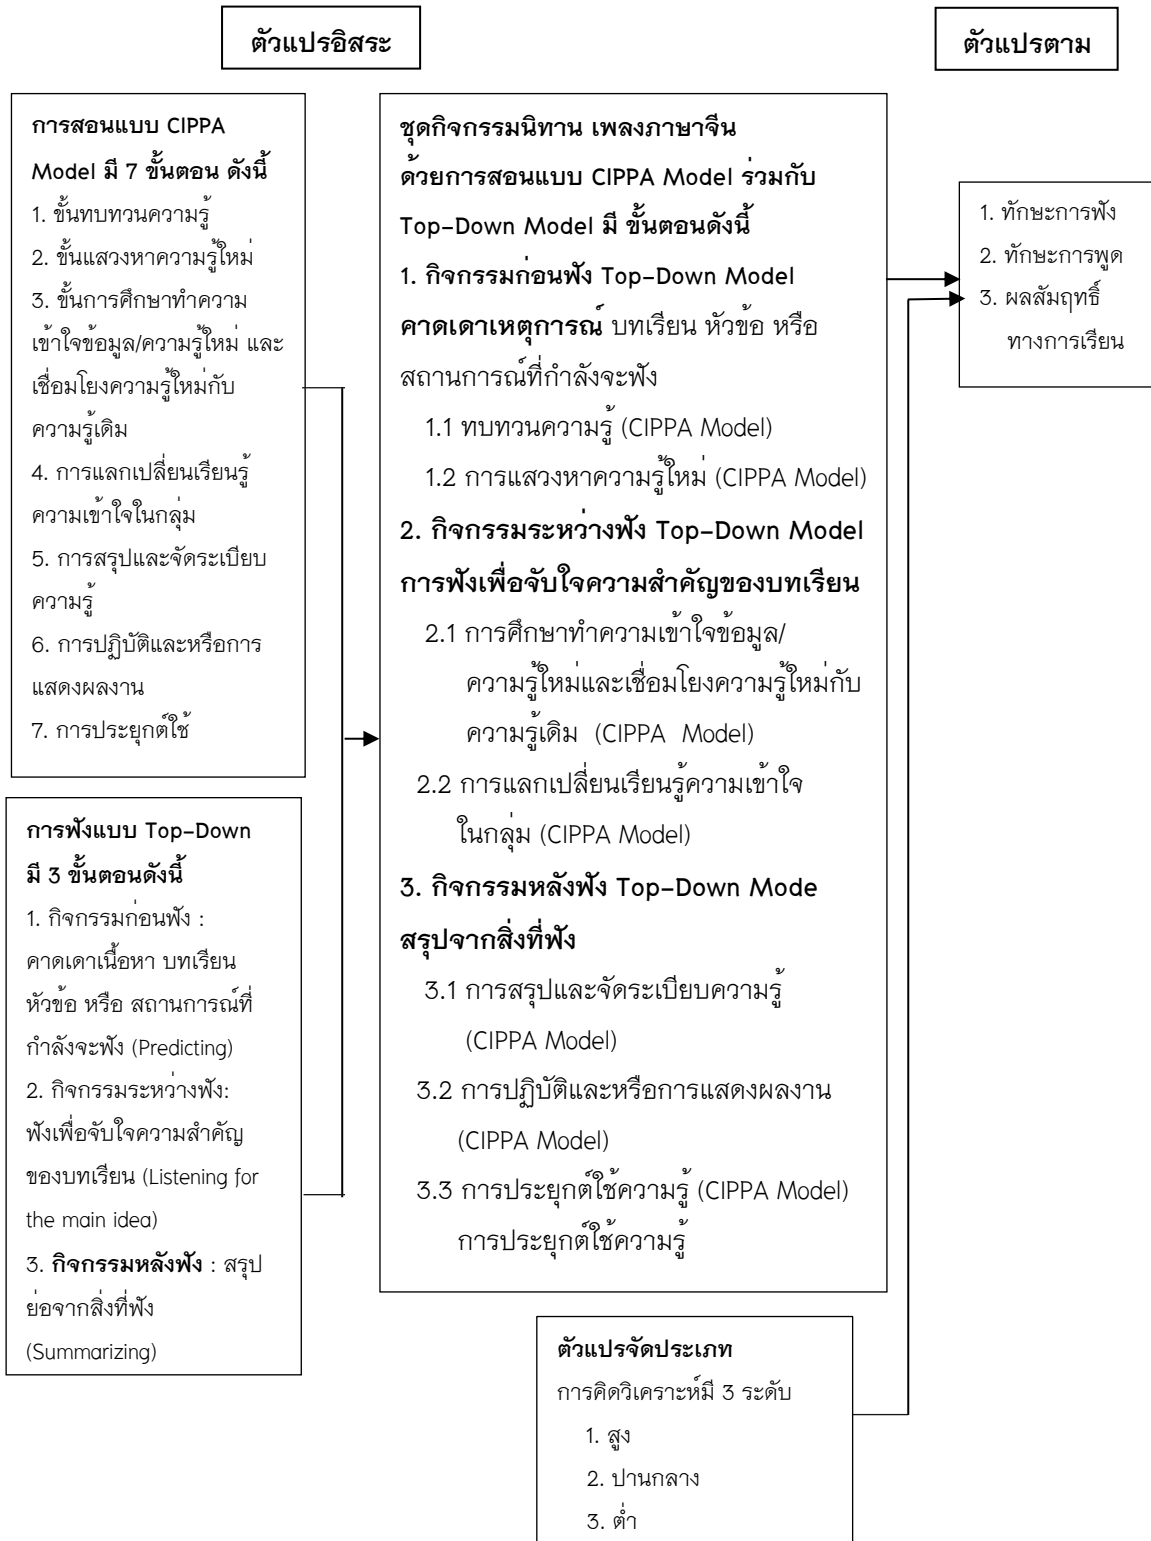 ตัวแปรอิสระ
ตัวแปรตาม
การสอนแบบ CIPPA
Model มี 7 ขั้นตอน ดังนี้
1. ขั้นทบทวนความรู้
2. ขั้นแสวงหาความรู้ใหม่
3. ขั้นการศึกษาทำความ
เข้าใจข้อมูล/ความรู้ใหม่ และ
เชื่อมโยงความรู้ใหม่กับ
ความรู้เดิม
4. การแลกเปลี่ยนเรียนรู้
ความเข้าใจในกลุ่ม
5. การสรุปและจัดระเบียบ
ความรู้
6. การปฏิบัติและหรือการ
แสดงผลงาน
7. การประยุกต์ใช้
การฟังแบบ Top–Down
มี 3 ขั้นตอนดังนี้
1. กิจกรรมก่อนฟัง :
คาดเดาเนื้อหา บทเรียน
หัวข้อ หรือ สถานการณ์ที่
กำลังจะฟัง (Predicting)
2. กิจกรรมระหว่างฟัง:
ฟังเพื่อจับใจความสำคัญ
ของบทเรียน (Listening for
the main idea)
3. กิจกรรมหลังฟัง : สรุป
ย่อจากสิ่งที่ฟัง
(Summarizing)
ชุดกิจกรรมนิทาน เพลงภาษาจีน
ด้วยการสอนแบบ CIPPA Model ร่วมกับ
Top–Down Model มี ขั้นตอนดังนี้
1. กิจกรรมก่อนฟัง Top–Down Model
คาดเดาเหตุการณ์ บทเรียน หัวข้อ หรือ
สถานการณ์ที่กำลังจะฟัง
1.1 ทบทวนความรู้ (CIPPA Model)
1.2 การแสวงหาความรู้ใหม่ (CIPPA Model)
2. กิจกรรมระหว่างฟัง Top–Down Model
การฟังเพื่อจับใจความสำคัญของบทเรียน
2.1 การศึกษาทำความเข้าใจข้อมูล/
ความรู้ใหม่และเชื่อมโยงความรู้ใหม่กับ
ความรู้เดิม (CIPPA Model)
2.2 การแลกเปลี่ยนเรียนรู้ความเข้าใจ
ในกลุ่ม (CIPPA Model)
3. กิจกรรมหลังฟัง Top–Down Mode
สรุปจากสิ่งที่ฟัง
3.1 การสรุปและจัดระเบียบความรู้
(CIPPA Model)
3.2 การปฏิบัติและหรือการแสดงผลงาน
(CIPPA Model)
3.3 การประยุกต์ใช้ความรู้ (CIPPA Model)
การประยุกต์ใช้ความรู้
1. ทักษะการฟัง
2. ทักษะการพูด
3. ผลสัมฤทธิ์
ทางการเรียน
ตัวแปรจัดประเภท
การคิดวิเคราะห์มี 3 ระดับ
1. สูง
2. ปานกลาง
3. ต่ำ